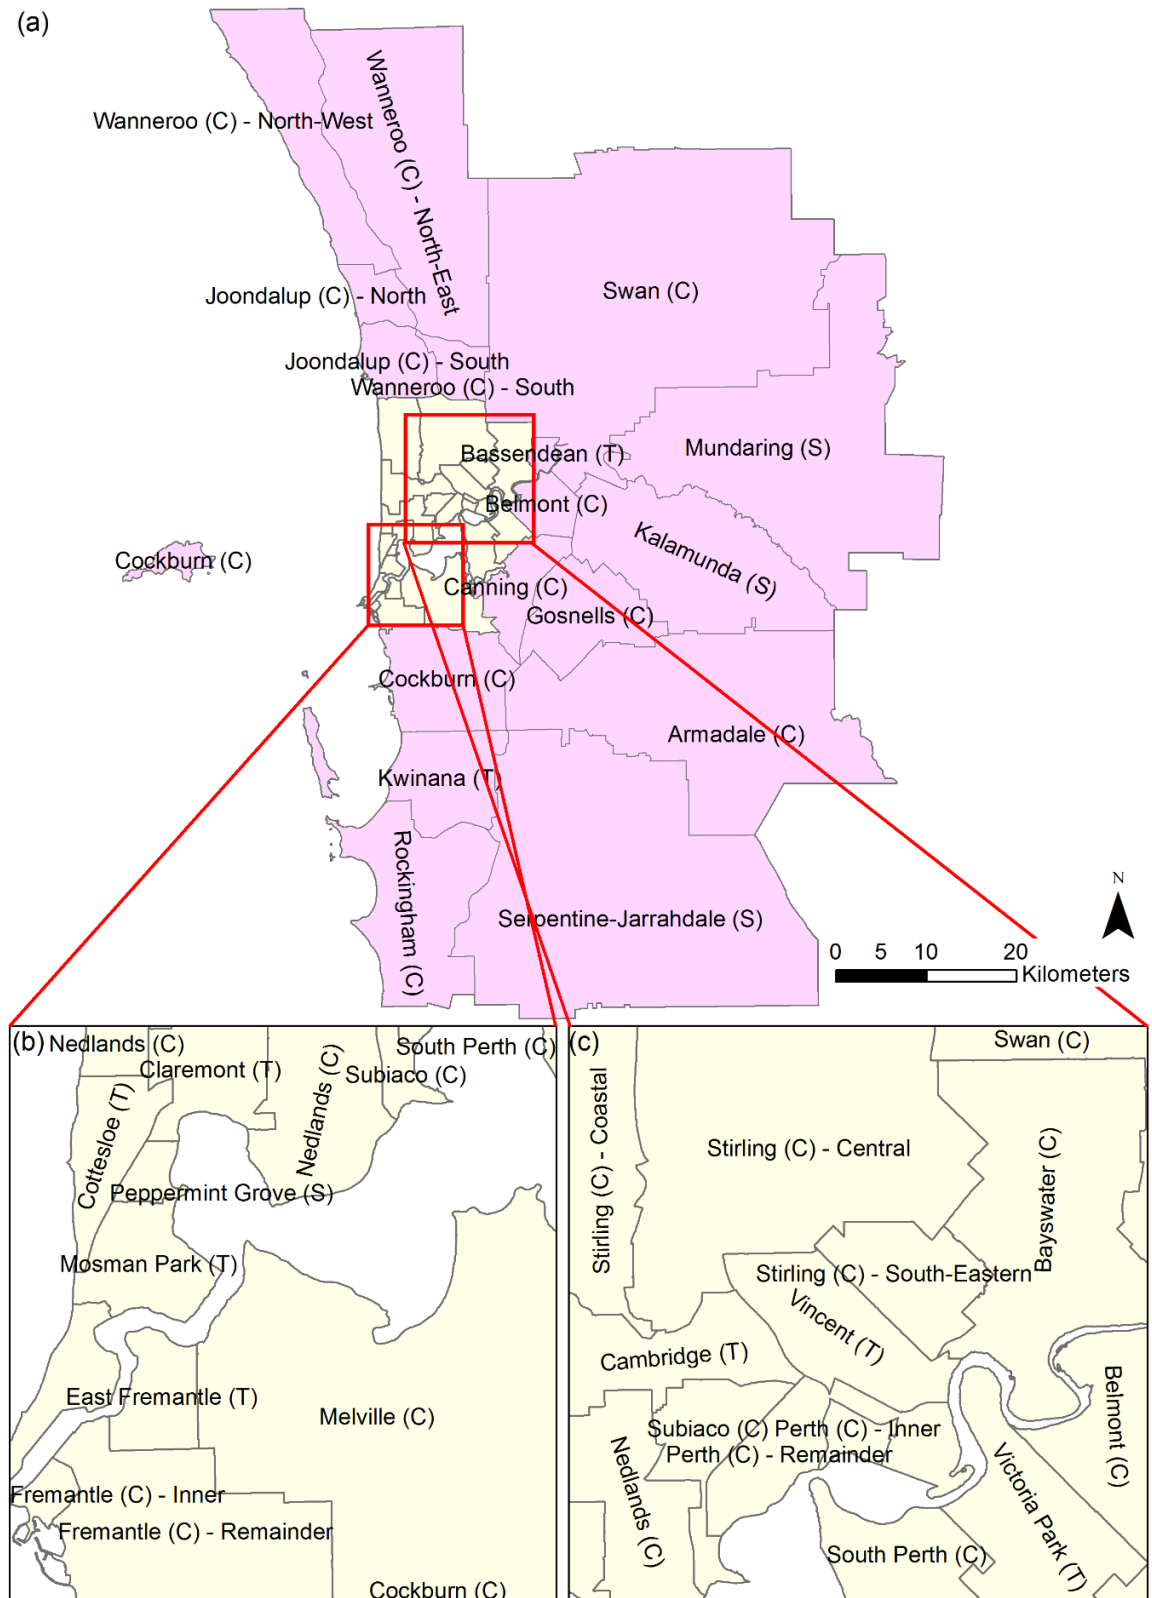 (a)
Wanneroo (C) - North-West
Wanneroo (C) - North-East
Swan (C)
Joondalup (C) - North
Joondalup (C) - South
Wanneroo (C) - South
Bassendean (T)
Mundaring (S)
Belmont (C)
Kalamunda (S)
Cockburn (C)
Canning (C)
Gosnells (C)
Cockburn (C)
Armadale (C)
Kwinana (T)
Rockingham (C)
Serpentine-Jarrahdale (S)
N
0 5 10 20
Kilometers
(b)
Nedlands (C)
South Perth (C)
Claremont (T)
Subiaco (C)
Nedlands (C)
Cottesloe (T)
Peppermint Grove (S)
Mosman Park (T)
East Fremantle (T)
Melville (C)
Fremantle (C) - Inner
Fremantle (C) - Remainder
Cockburn (C)
(c)
Swan (C)
Stirling (C) - Coastal
Stirling (C) - Central
Bayswater (C)
Stirling (C) - South-Eastern
Vincent (T)
Cambridge (T)
Belmont (C)
Subiaco (C)
Perth (C) - Inner
Perth (C) - Remainder
Nedlands (C)
Victoria Park (T)
South Perth (C)